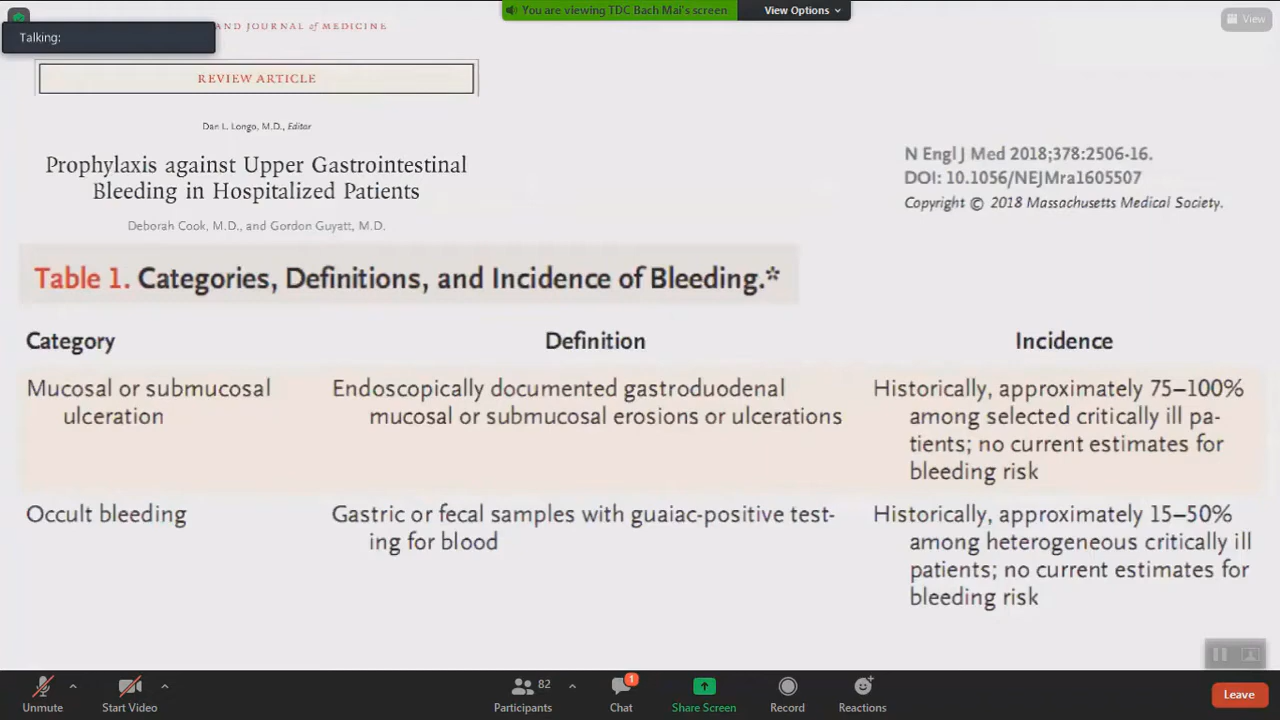 You are viewing TDC Bach Mai's screen
View Options
View
AND JOURNAL of MEDICINE
Talking:
REVIEW ARTICLE
Dan L. Longo, M.D., Editor
Prophylaxis against Upper Gastrointestinal
Bleeding in Hospitalized Patients
Deborah Cook, M.D., and Gordon Guyatt, M.D.
N Engl J Med 2018;378:2506-16.
DOI: 10.1056/NEJMra1605507
Copyright © 2018 Massachusetts Medical Society.
Table 1. Categories, Definitions, and Incidence of Bleeding.*
Category Definition Incidence
Mucosal or submucosal
ulceration
Endoscopically documented gastroduodenal
mucosal or submucosal erosions or ulcerations
Historically, approximately 75–100%
among selected critically ill pa-
tients; no current estimates for
bleeding risk
Occult bleeding
Gastric or fecal samples with guaiac-positive test-
ing for blood
Historically, approximately 15–50%
among heterogeneous critically ill
patients; no current estimates for
bleeding risk
Unmute
Start Video
82
Participants
1
Chat
Share Screen
Record
Reactions
Leave